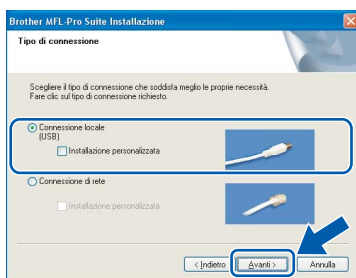 Brother MFL-Pro Suite Installazione
Tipo di connessione
Scegliere il tipo di connessione che soddisfa meglio le proprie necessità.
Fare clic sul tipo di connessione richiesto.
Connessione locale
(USB)
Installazione personalizzata
Connessione di rete
Installazione personalizzata
< Indietro
Avanti >
Annulla